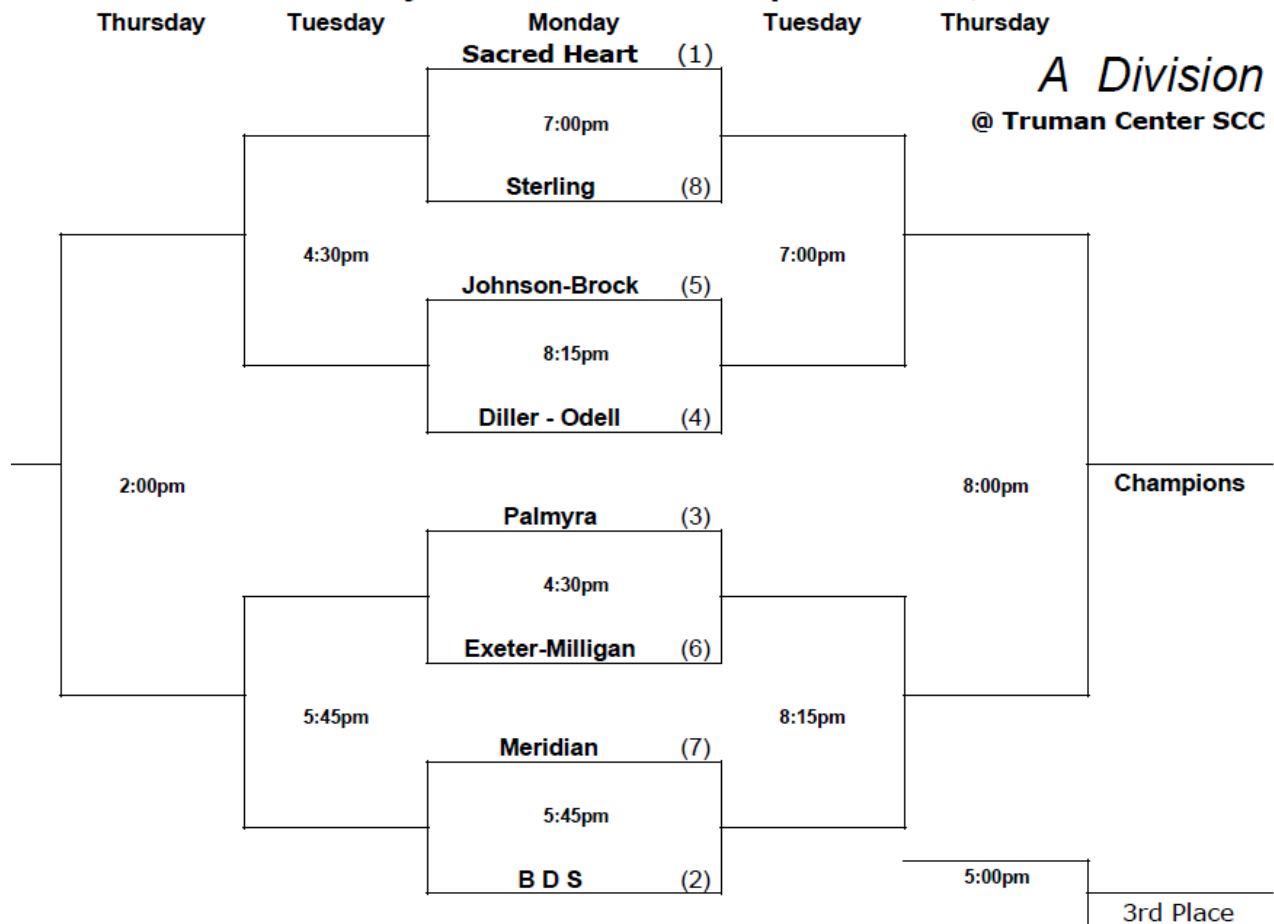 Thursday Tuesday Monday Tuesday Thursday
Sacred Heart (1)
A Division
@ Truman Center SCC
7:00pm
Sterling (8)
4:30pm 7:00pm
Johnson-Brock (5)
8:15pm
Diller - Odell (4)
2:00pm 8:00pm Champions
Palmyra (3)
4:30pm
Exeter-Milligan (6)
5:45pm 8:15pm
Meridian (7)
5:45pm
B D S (2)
5:00pm
3rd Place